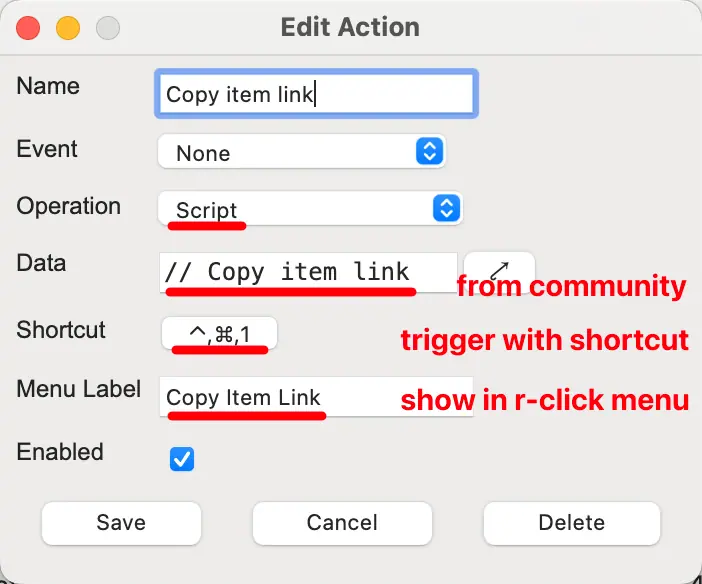 Edit Action
Name Copy item link
Event None
Operation Script
Data // Copy item link
from community
Shortcut ^,⌘,1
trigger with shortcut
Menu Label Copy Item Link
show in r-click menu
Enabled
Save Cancel Delete